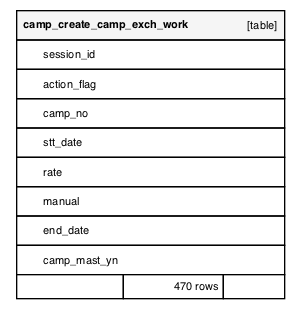 camp_create_camp_exch_work [table]
session_id
action_flag
camp_no
stt_date
rate
manual
end_date
camp_mast_yn
470 rows